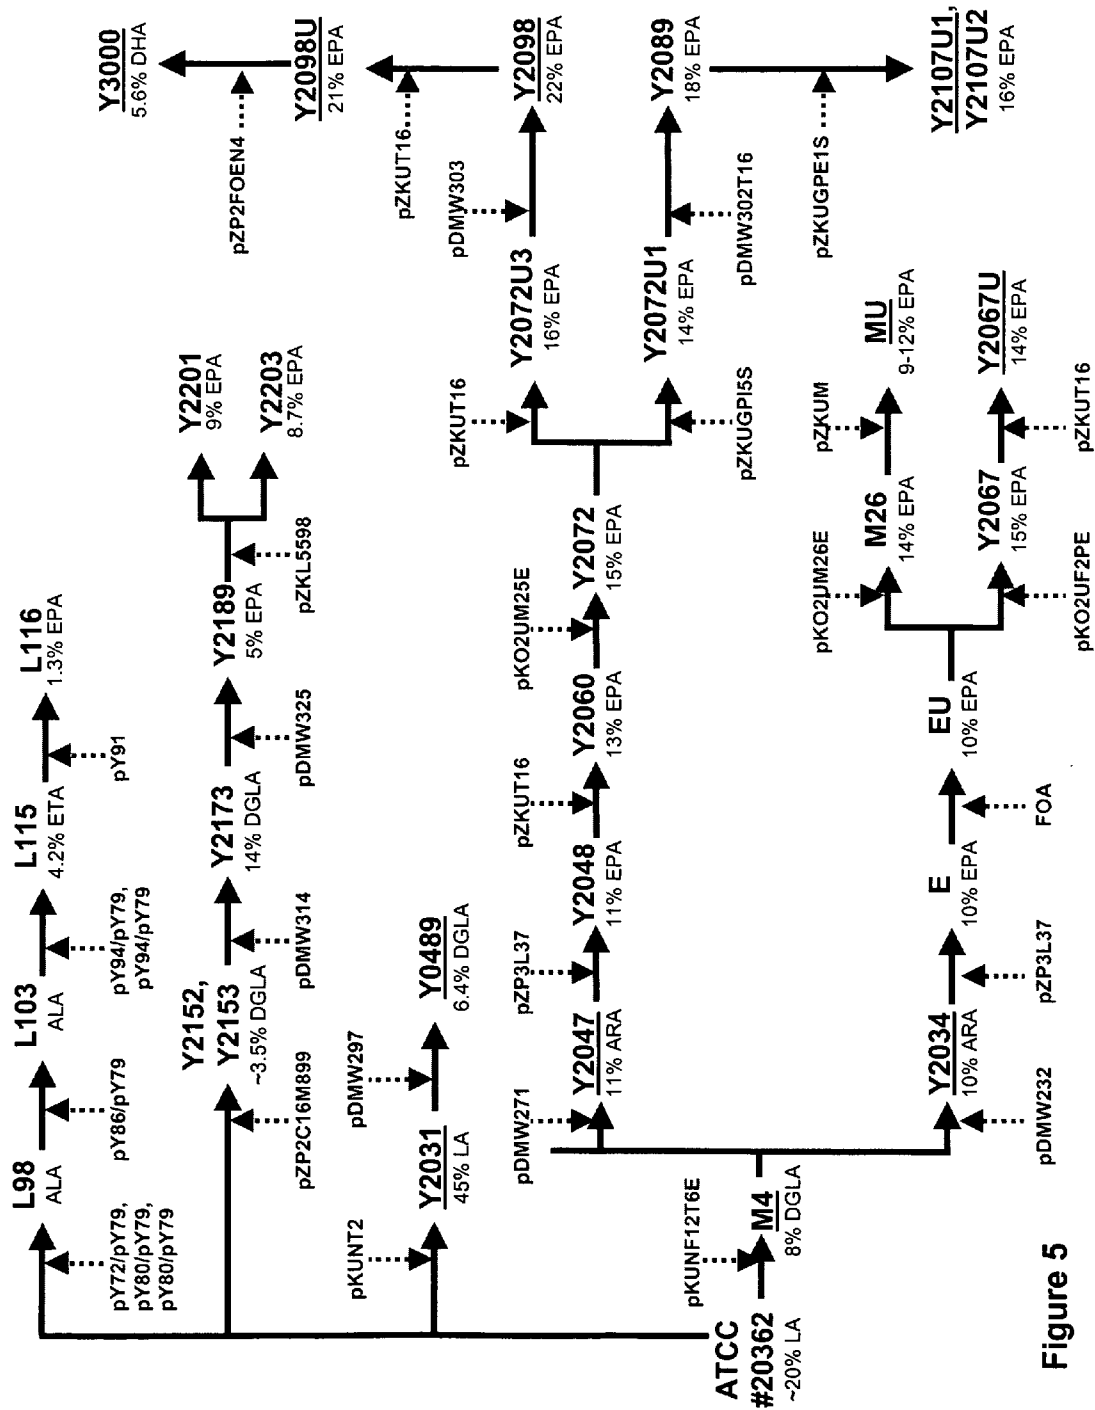 L98
ALA
pY72/pY79,
pY80/pY79,
pY80/pY79
L103
ALA
pY86/pY79
L115
4.2% ETA
pY94/pY79,
pY94/pY79
L116
1.3% EPA
pY91
Y2152,
Y2153
~3.5% DGLA
pZP2C16M899
Y2173
14% DGLA
pDMW314
Y2189
5% EPA
pDMW325
pZKL5598
Y2201
9% EPA
Y2203
8.7% EPA
pKUNT2
Y2031
45% LA
pDMW297
Y0489
6.4% DGLA
ATCC
#20362
~20% LA
pKUNF12T6E
M4
8% DGLA
pDMW271
Y2047
11% ARA
pZP3L37
Y2048
11% EPA
pZKUT16
Y2060
13% EPA
pKO2UM25E
Y2072
15% EPA
pZKUT16
Y2072U3
16% EPA
pDMW303
Y2098
22% EPA
pZKUT16
Y2098U
21% EPA
pZP2FOEN4
Y3000
5.6% DHA
pZKUGPI5S
Y2072U1
14% EPA
pDMW302T16
Y2089
18% EPA
pZKUGPE1S
Y2107U1,
Y2107U2
16% EPA
pDMW232
Y2034
10% ARA
pZP3L37
E
10% EPA
FOA
EU
10% EPA
pKO2UM26E
M26
14% EPA
pZKUM
MU
9-12% EPA
pKO2UF2PE
Y2067
15% EPA
pZKUT16
Y2067U
14% EPA
Figure 5